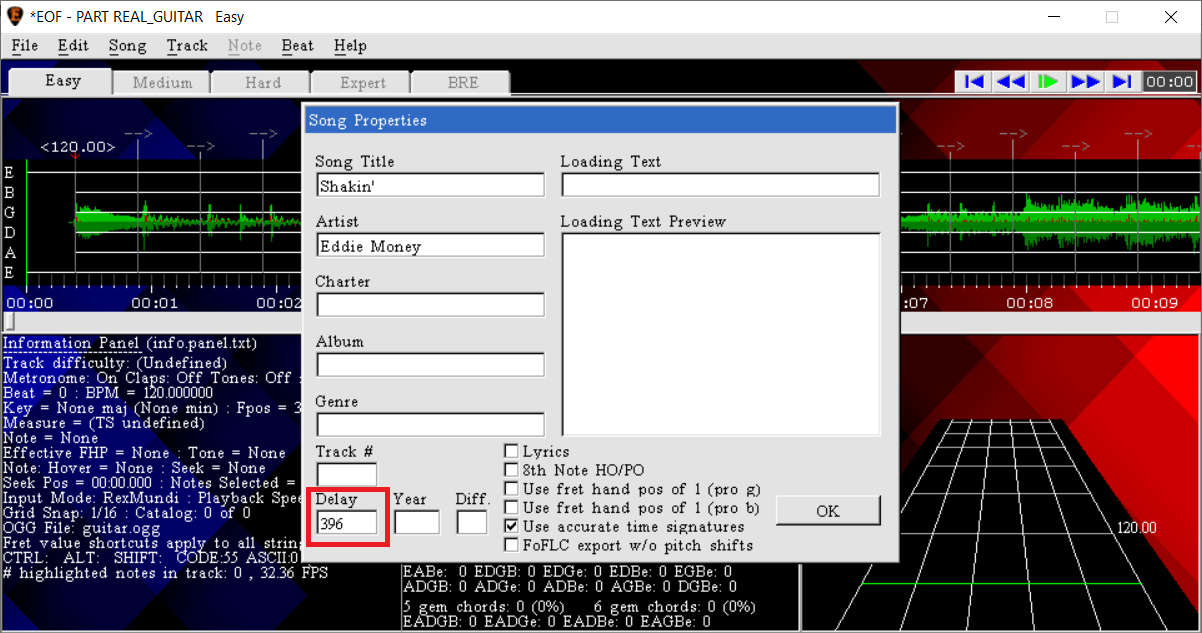 *EOF - PART REAL_GUITAR   Easy
File Edit Song Track Note Beat Help
Easy Medium Hard Expert BRE
00:00
<120.00> --> --> --> --> --> --> -->
Song Properties
Song Title
Shakin'
Artist
Eddie Money
Charter
Album
Genre
Track #
Delay Year Diff.
396
Loading Text
Loading Text Preview
Lyrics
8th Note HO/PO
Use fret hand pos of 1 (pro g)
Use fret hand pos of 1 (pro b)
Use accurate time signatures
FoFLC export w/o pitch shifts
OK
E
B
G
D
A
E
00:00 00:01 00:02 :07 00:08 00:09
Information Panel (info.panel.txt)
Track difficulty: (Undefined)
Metronome: On Claps: Off Tones: Off
Beat = 0 : BPM = 120.000000
Key = None maj (None min) : Fpos = 3
Measure = (TS undefined)
Note = None
Effective FHP = None : Tone = None
Note: Hover = None : Seek = None
Seek Pos = 00:00.000 : Notes Selected =
Input Mode: RexMundi : Playback Spee
Grid Snap: 1/16 : Catalog: 0 of 0
OGG File: guitar.ogg
Fret value shortcuts apply to all string
CTRL: ALT: SHIFT: CODE:55 ASCII:0
# highlighted notes in track: 0 , 32.36 FPS
EABe: 0 EDGB: 0 EDGe: 0 EDBe: 0 EGBe: 0
ADGB: 0 ADGe: 0 ADBe: 0 AGBe: 0 DGBe: 0
5 gem chords: 0 (0%) 6 gem chords: 0 (0%)
EADGB: 0 EADGe: 0 EADBe: 0 EAGBe: 0
120.00